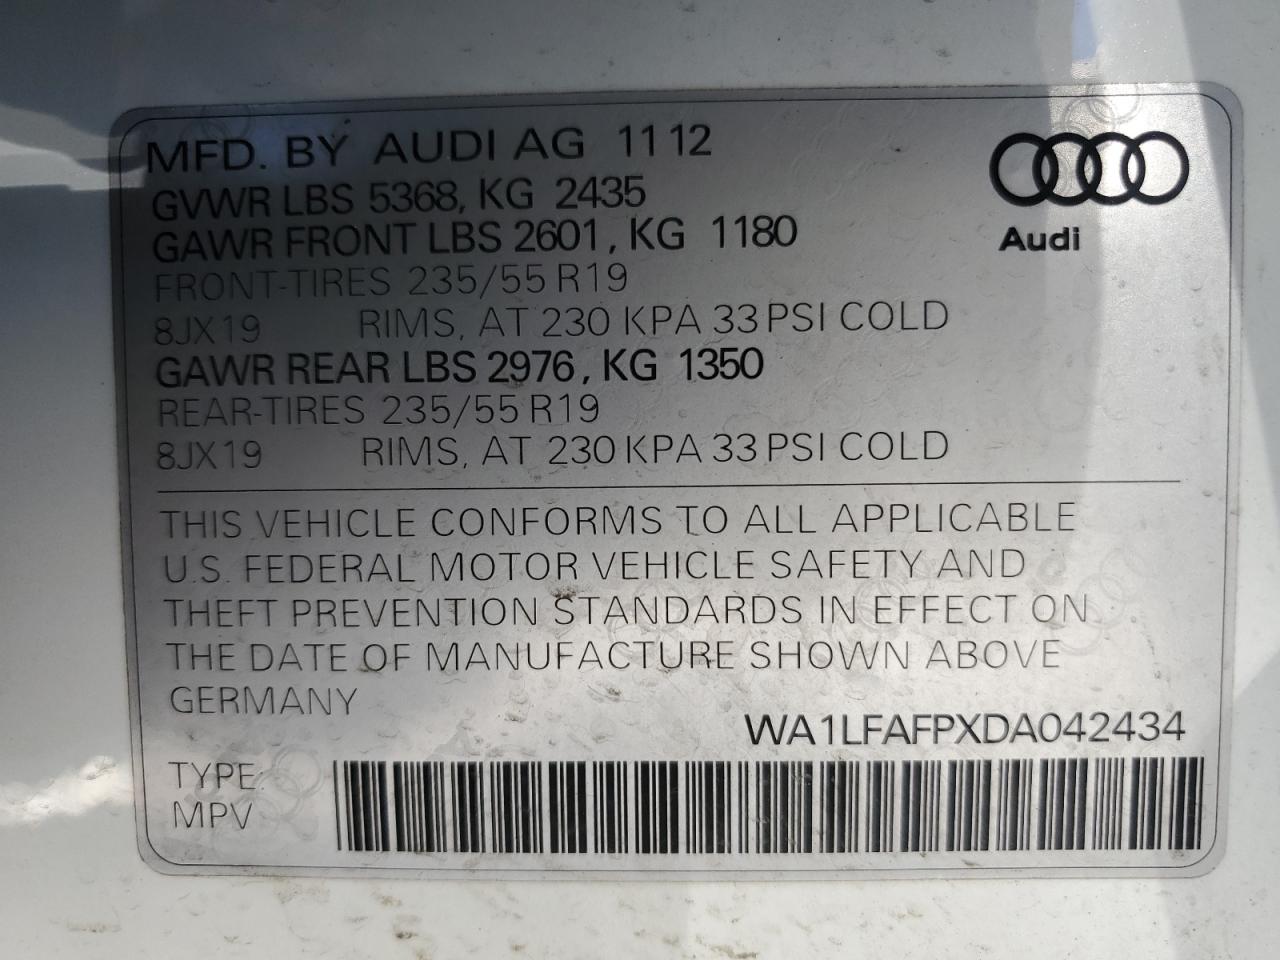 MFD. BY AUDI AG 11 12
GVWR LBS 5368, KG 2435
GAWR FRONT LBS 2601, KG 1180
FRONT-TIRES 235/55 R19
8JX19 RIMS, AT 230 KPA 33 PSI COLD
GAWR REAR LBS 2976, KG 1350
REAR-TIRES 235/55 R19
8JX19 RIMS, AT 230 KPA 33 PSI COLD
Audi
THIS VEHICLE CONFORMS TO ALL APPLICABLE
U.S. FEDERAL MOTOR VEHICLE SAFETY AND
THEFT PREVENTION STANDARDS IN EFFECT ON
THE DATE OF MANUFACTURE SHOWN ABOVE
GERMANY
WA1LFAFPXDA042434
TYPE:
MPV